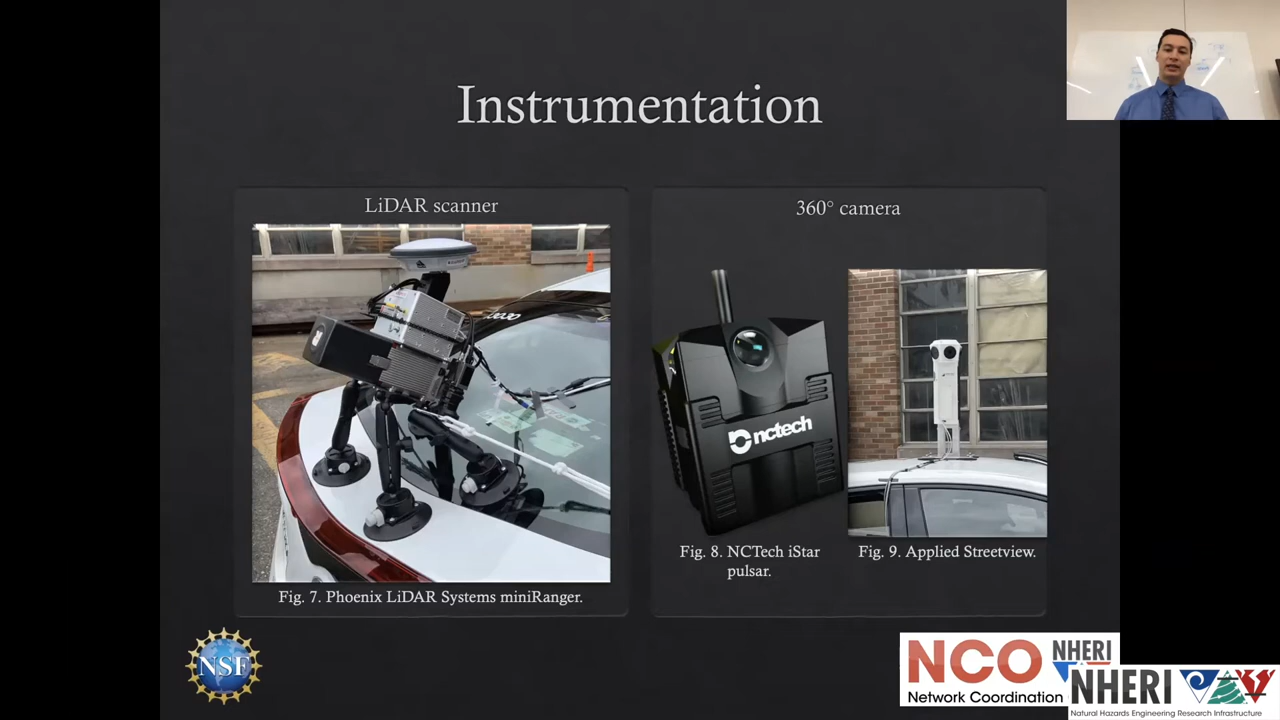 Instrumentation
LiDAR scanner
360° camera
nctech
Fig. 8. NCTech iStar
pulsar.
Fig. 9. Applied Streetview.
Fig. 7. Phoenix LiDAR Systems miniRanger.
NSF
NCO
NHERI
Network Coordination
NHERI
Natural Hazards Engineering Research Infrastructure